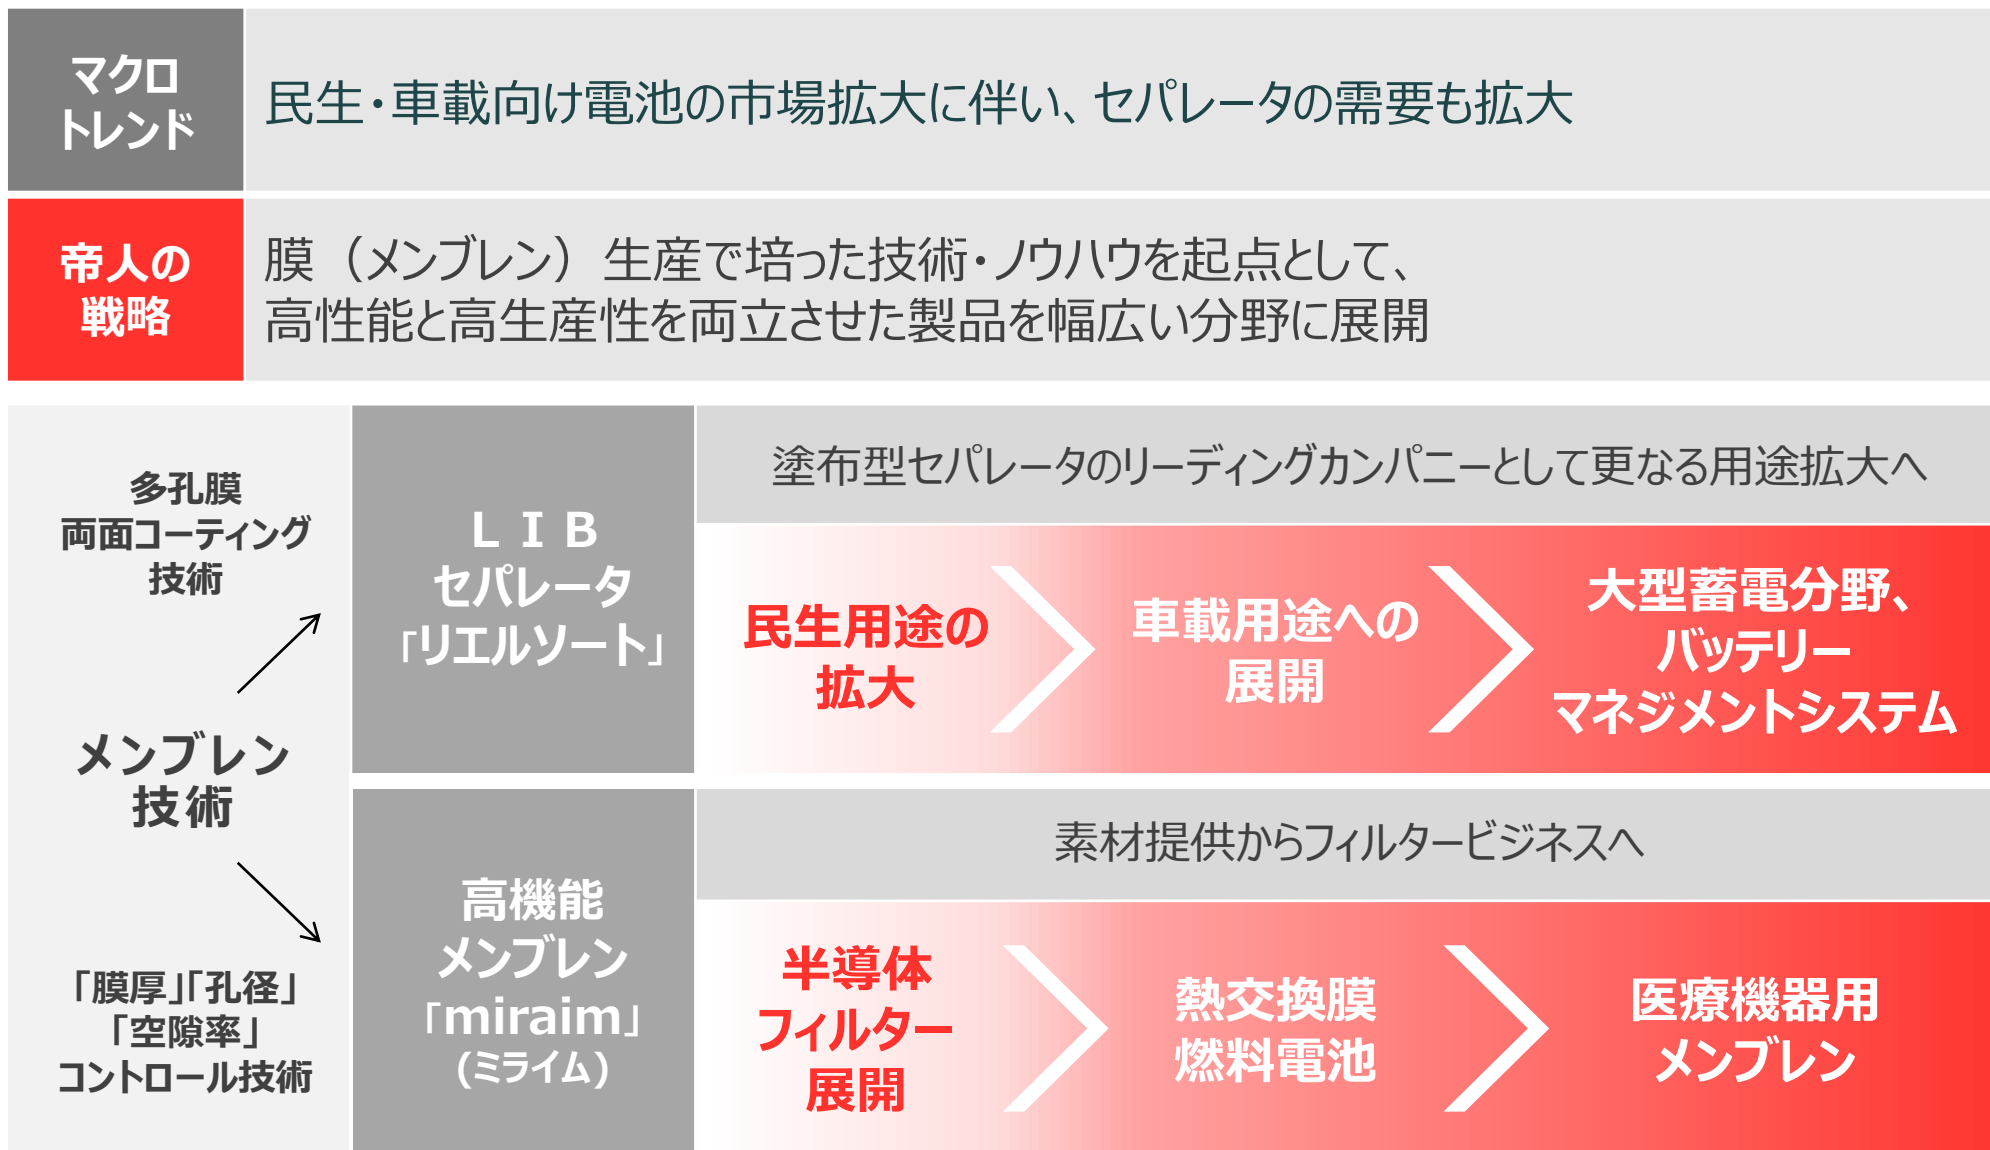 マクロ
トレンド
民生・車載向け電池の市場拡大に伴い、セパレータの需要も拡大
帝人の
戦略
膜（メンブレン）生産で培った技術・ノウハウを起点として、
高性能と高生産性を両立させた製品を幅広い分野に展開
多孔膜
両面コーティング
技術
メンブレン
技術
「膜厚」「孔径」
「空隙率」
コントロール技術
ＬＩＢ
セパレータ
「リエルソート」
塗布型セパレータのリーディングカンパニーとして更なる用途拡大へ
民生用途の
拡大
車載用途への
展開
大型蓄電分野、
バッテリー
マネジメントシステム
高機能
メンブレン
「miraim」
(ミライム)
素材提供からフィルタービジネスへ
半導体
フィルター
展開
熱交換膜
燃料電池
医療機器用
メンブレン